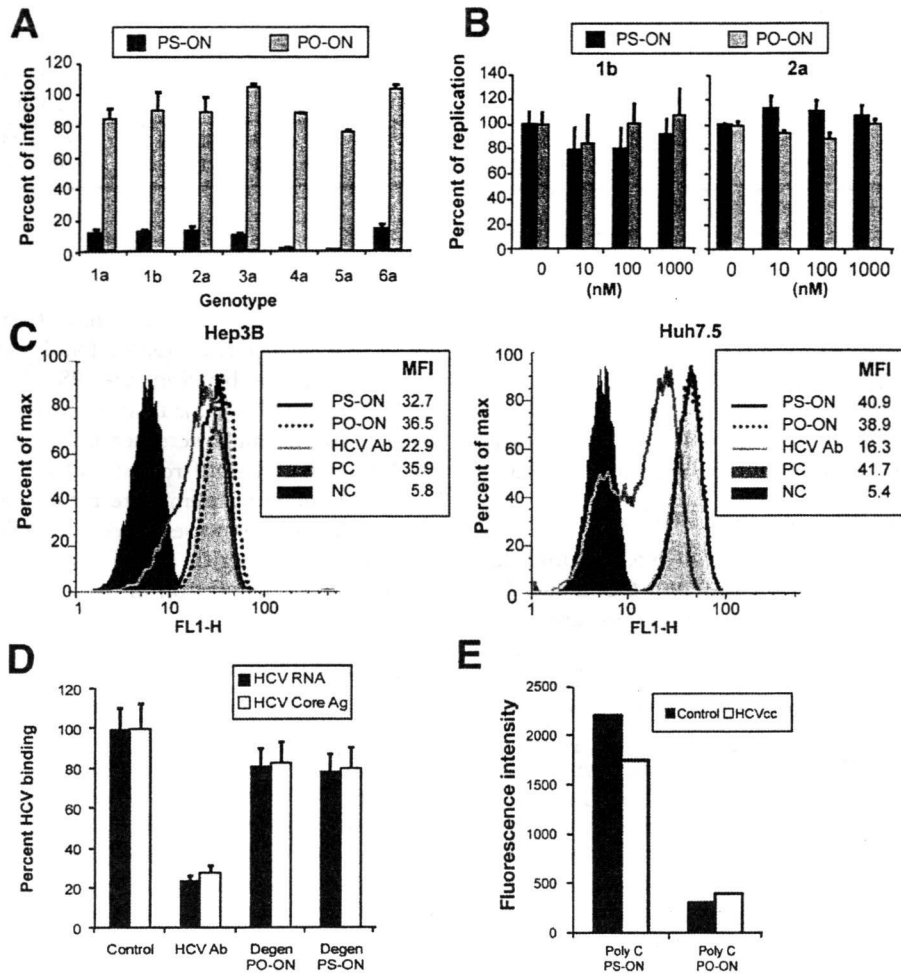 A
PS-ON PO-ON
Percent of infection
120
100
80
60
40
20
0
1a 1b 2a 3a 4a 5a 6a
Genotype
B
PS-ON PO-ON
1b 2a
Percent of replication
140
120
100
80
60
40
20
0
0 10 100 1000 0 10 100 1000
(nM) (nM)
C
Hep3B
Percent of max
100
80
60
40
20
0
1 10 100
FL1-H
MFI
PS-ON 32.7
PO-ON 36.5
HCV Ab 22.9
PC 35.9
NC 5.8
Huh7.5
Percent of max
100
80
60
40
20
0
1 10 100
FL1-H
MFI
PS-ON 40.9
PO-ON 38.9
HCV Ab 16.3
PC 41.7
NC 5.4
D
HCV RNA
HCV Core Ag
Percent HCV binding
120
100
80
60
40
20
0
Control HCV Ab Degen PO-ON Degen PS-ON
E
Control HCVcc
Fluorescence intensity
2500
2000
1500
1000
500
0
Poly C PS-ON Poly C PO-ON